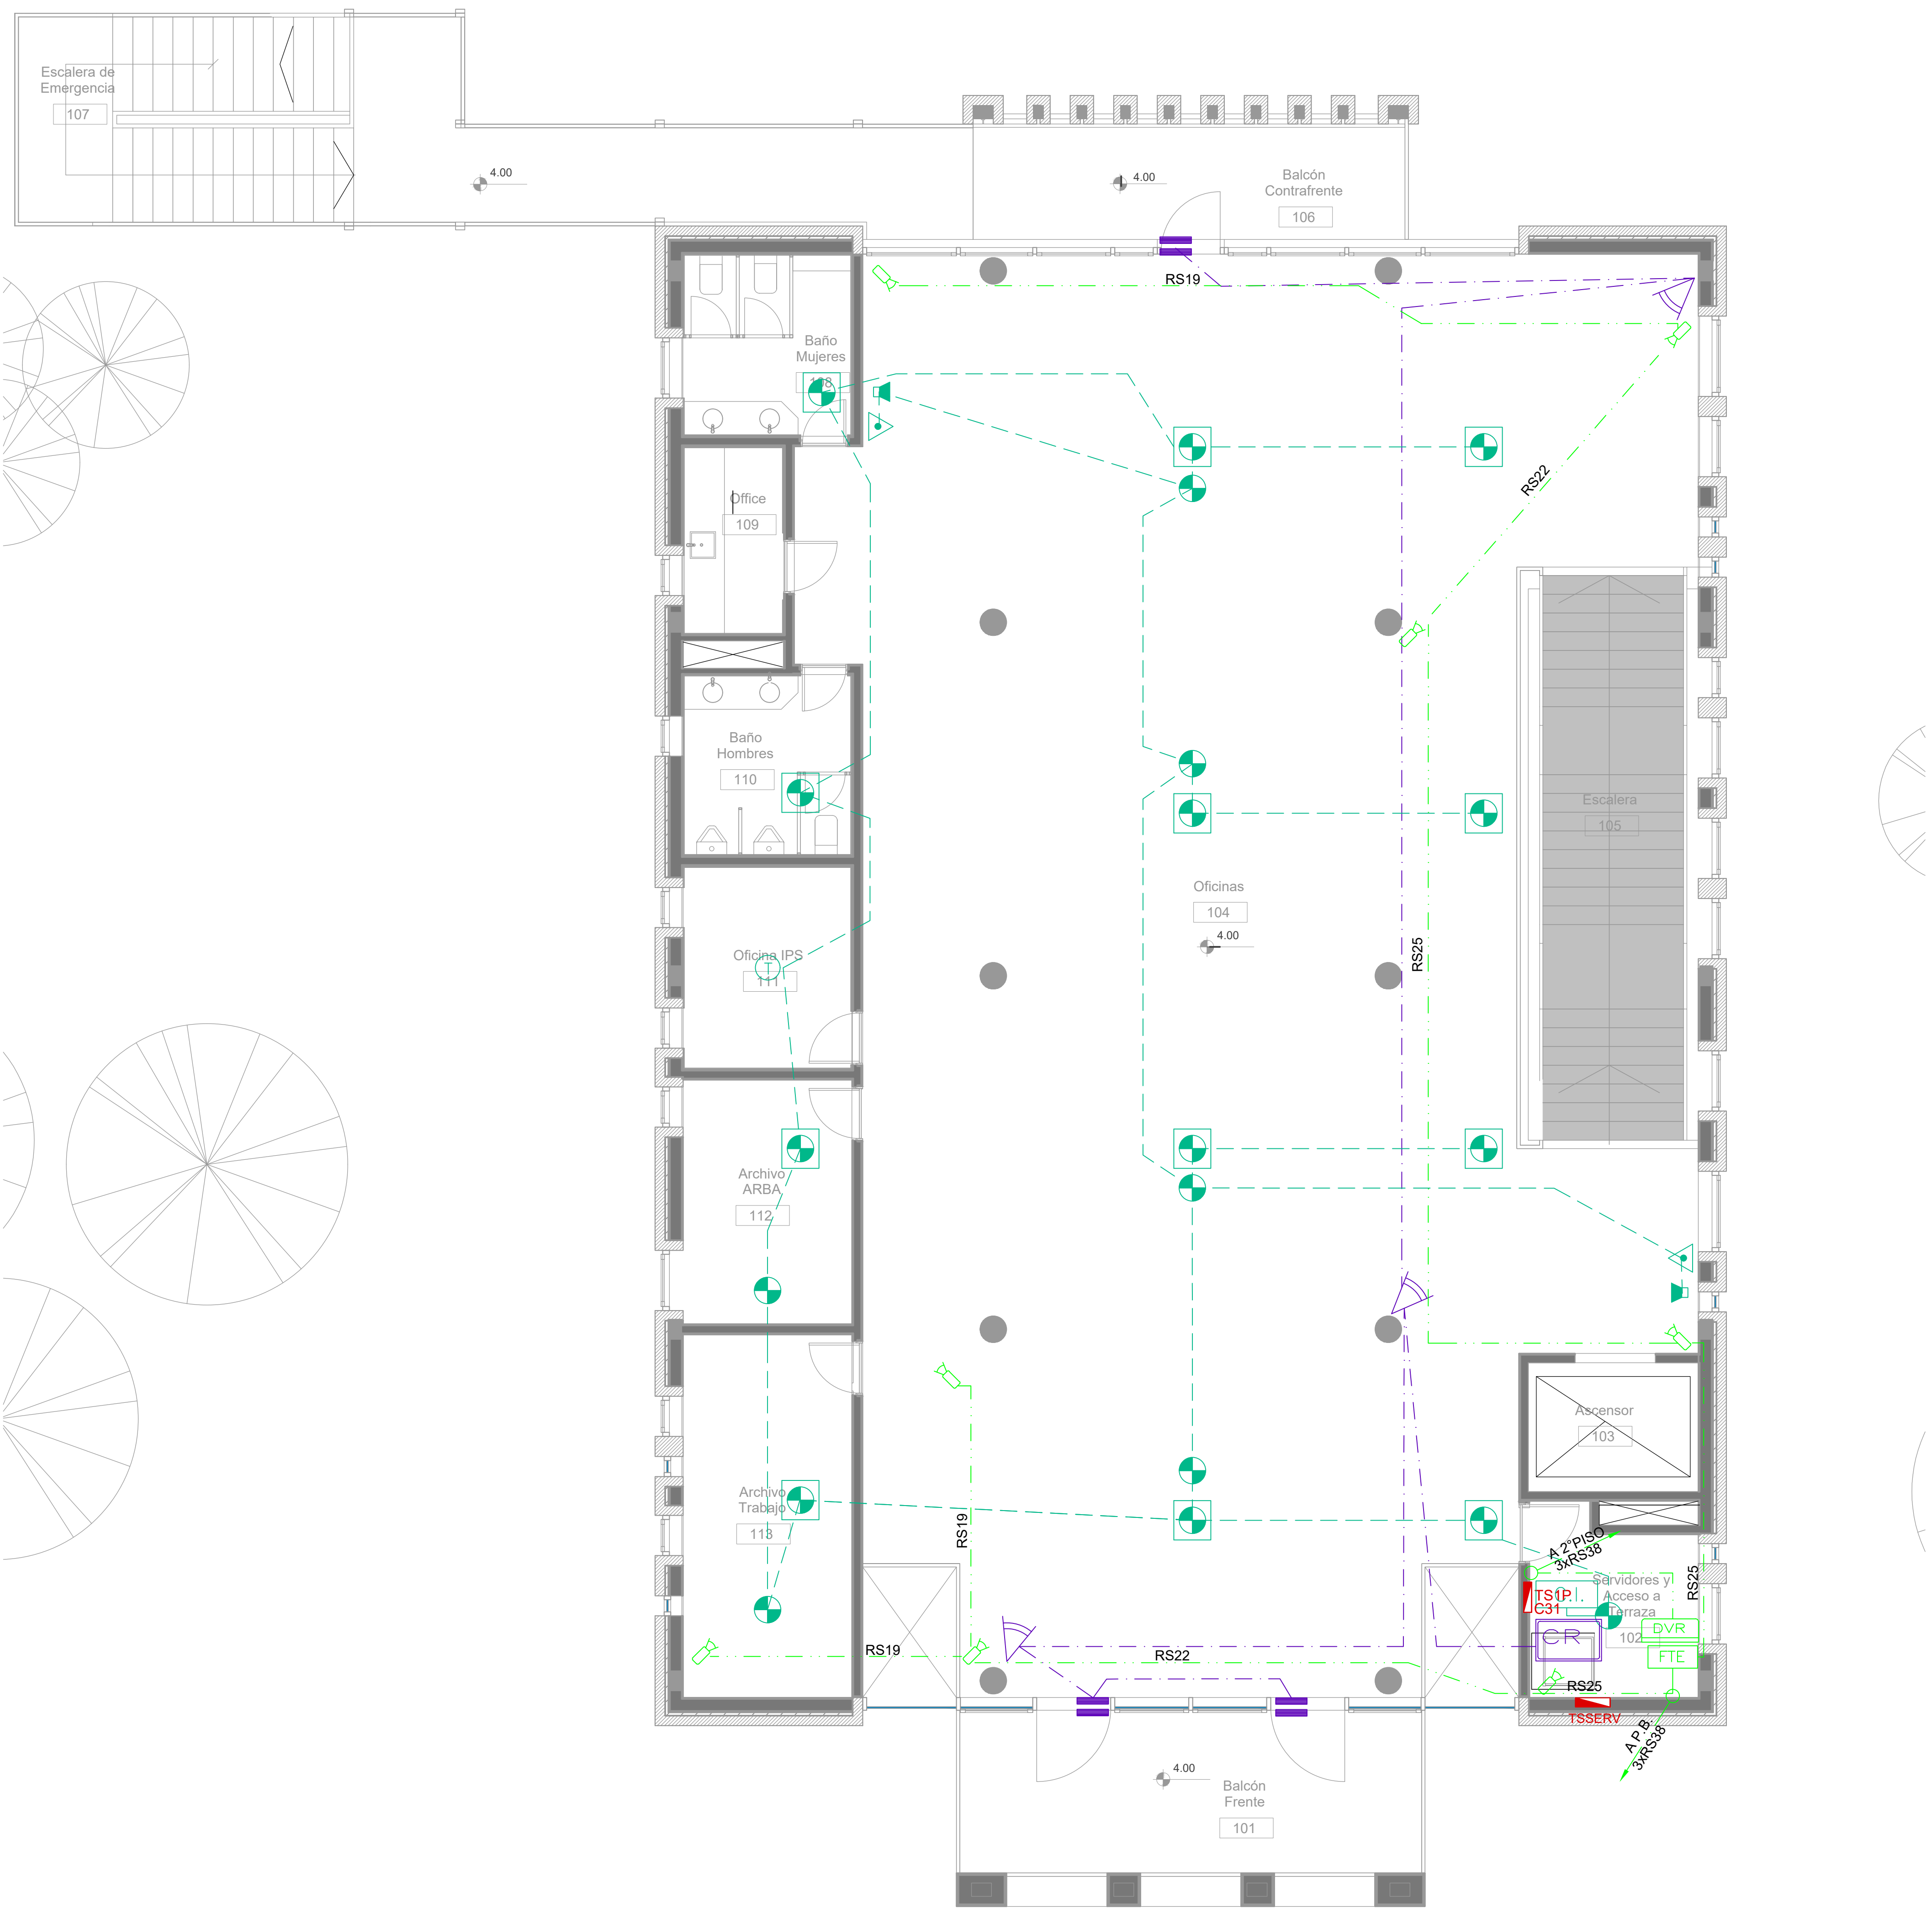 Escalera de
Emergencia
107
4.00
4.00
Balcón
Contrafrente
106
RS19
Baño
Mujeres
108
RS22
Office
109
Baño
Hombres
110
Escalera
105
Oficinas
104
4.00
RS25
Oficina IPS
T
111
Archivo
ARBA
112
Ascensor
103
Archivo
Trabajo
113
RS19
A 2°PISO
3xRS38
RS25
Servidores y
Acceso a
Terraza
102
TS1P
C31
C.I.
CR
DVR
FTE
RS19
RS22
RS25
TSSERV
A P.B.
3xRS38
4.00
Balcón
Frente
101